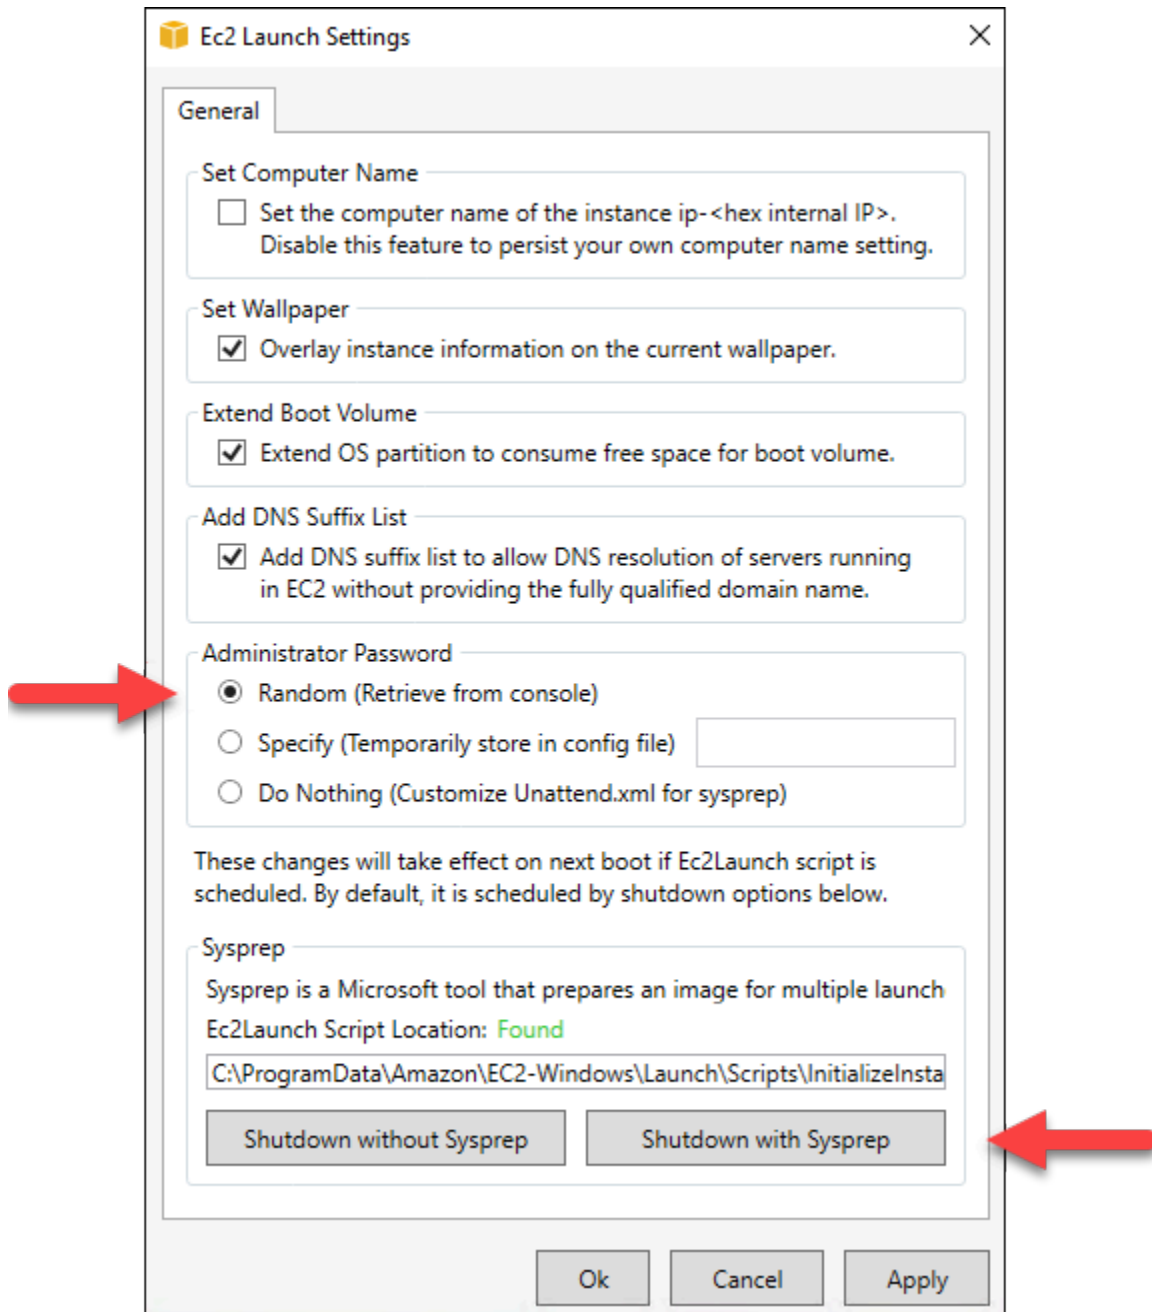 Ec2 Launch Settings
General
Set Computer Name
Set the computer name of the instance ip-<hex internal IP>.
Disable this feature to persist your own computer name setting.
Set Wallpaper
Overlay instance information on the current wallpaper.
Extend Boot Volume
Extend OS partition to consume free space for boot volume.
Add DNS Suffix List
Add DNS suffix list to allow DNS resolution of servers running
in EC2 without providing the fully qualified domain name.
Administrator Password
Random (Retrieve from console)
Specify (Temporarily store in config file)
Do Nothing (Customize Unattend.xml for sysprep)
These changes will take effect on next boot if Ec2Launch script is
scheduled. By default, it is scheduled by shutdown options below.
Sysprep
Sysprep is a Microsoft tool that prepares an image for multiple launch
Ec2Launch Script Location: Found
C:\ProgramData\Amazon\EC2-Windows\Launch\Scripts\InitializeInsta
Shutdown without Sysprep
Shutdown with Sysprep
Ok
Cancel
Apply